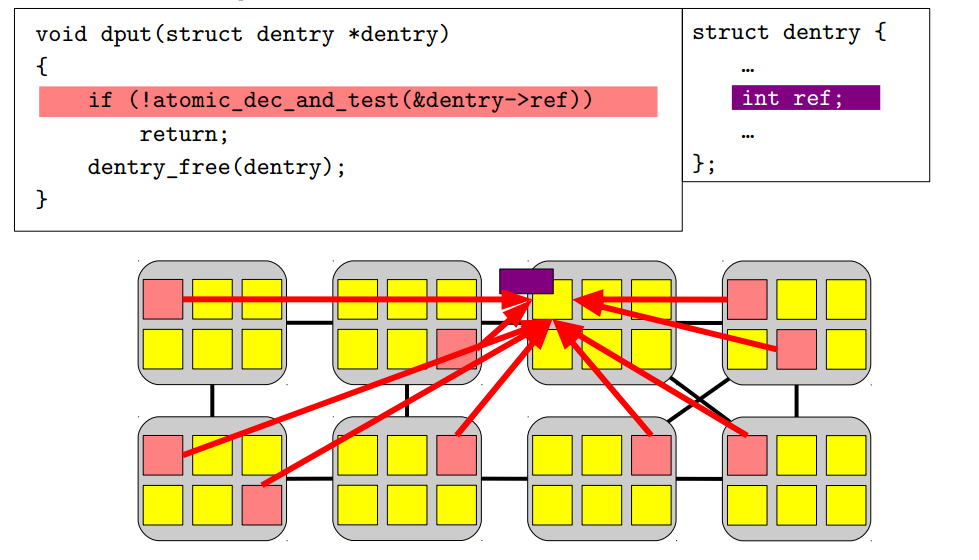 void dput(struct dentry *dentry)
{
if (!atomic_dec_and_test(&dentry->ref))
return;
dentry_free(dentry);
}
struct dentry {
…
int ref;
…
};